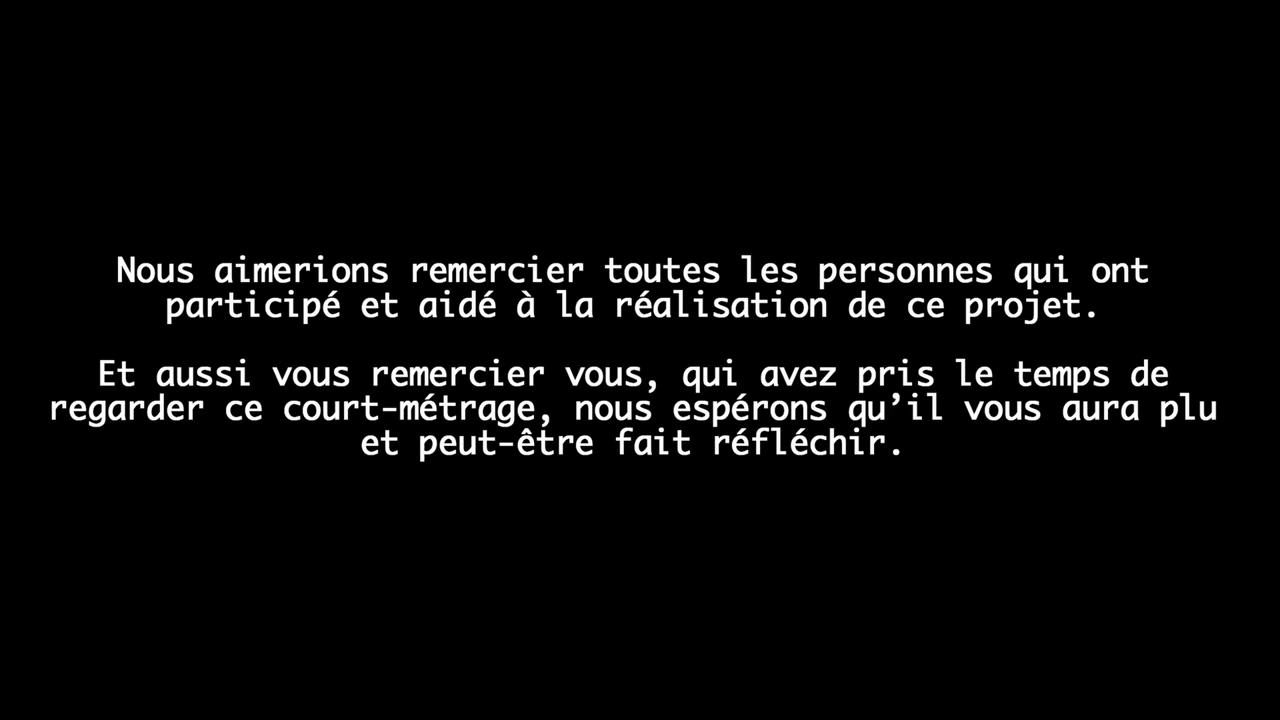 Nous aimerions remercier toutes les personnes qui ont
participé et aidé à la réalisation de ce projet.
Et aussi vous remercier vous, qui avez pris le temps de
regarder ce court-métrage, nous espérons qu’il vous aura plu
et peut-être fait réfléchir.